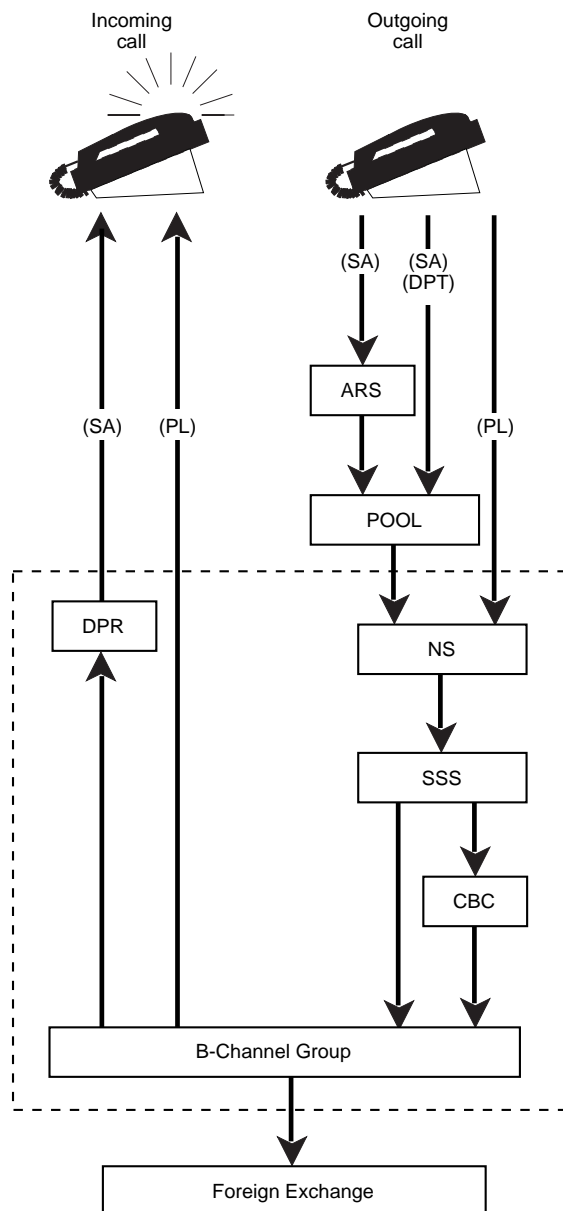 Incoming
call
Outgoing
call
(SA)
(SA)
(DPT)
ARS
(SA)
(PL)
(PL)
POOL
DPR
NS
SSS
CBC
B-Channel Group
Foreign Exchange